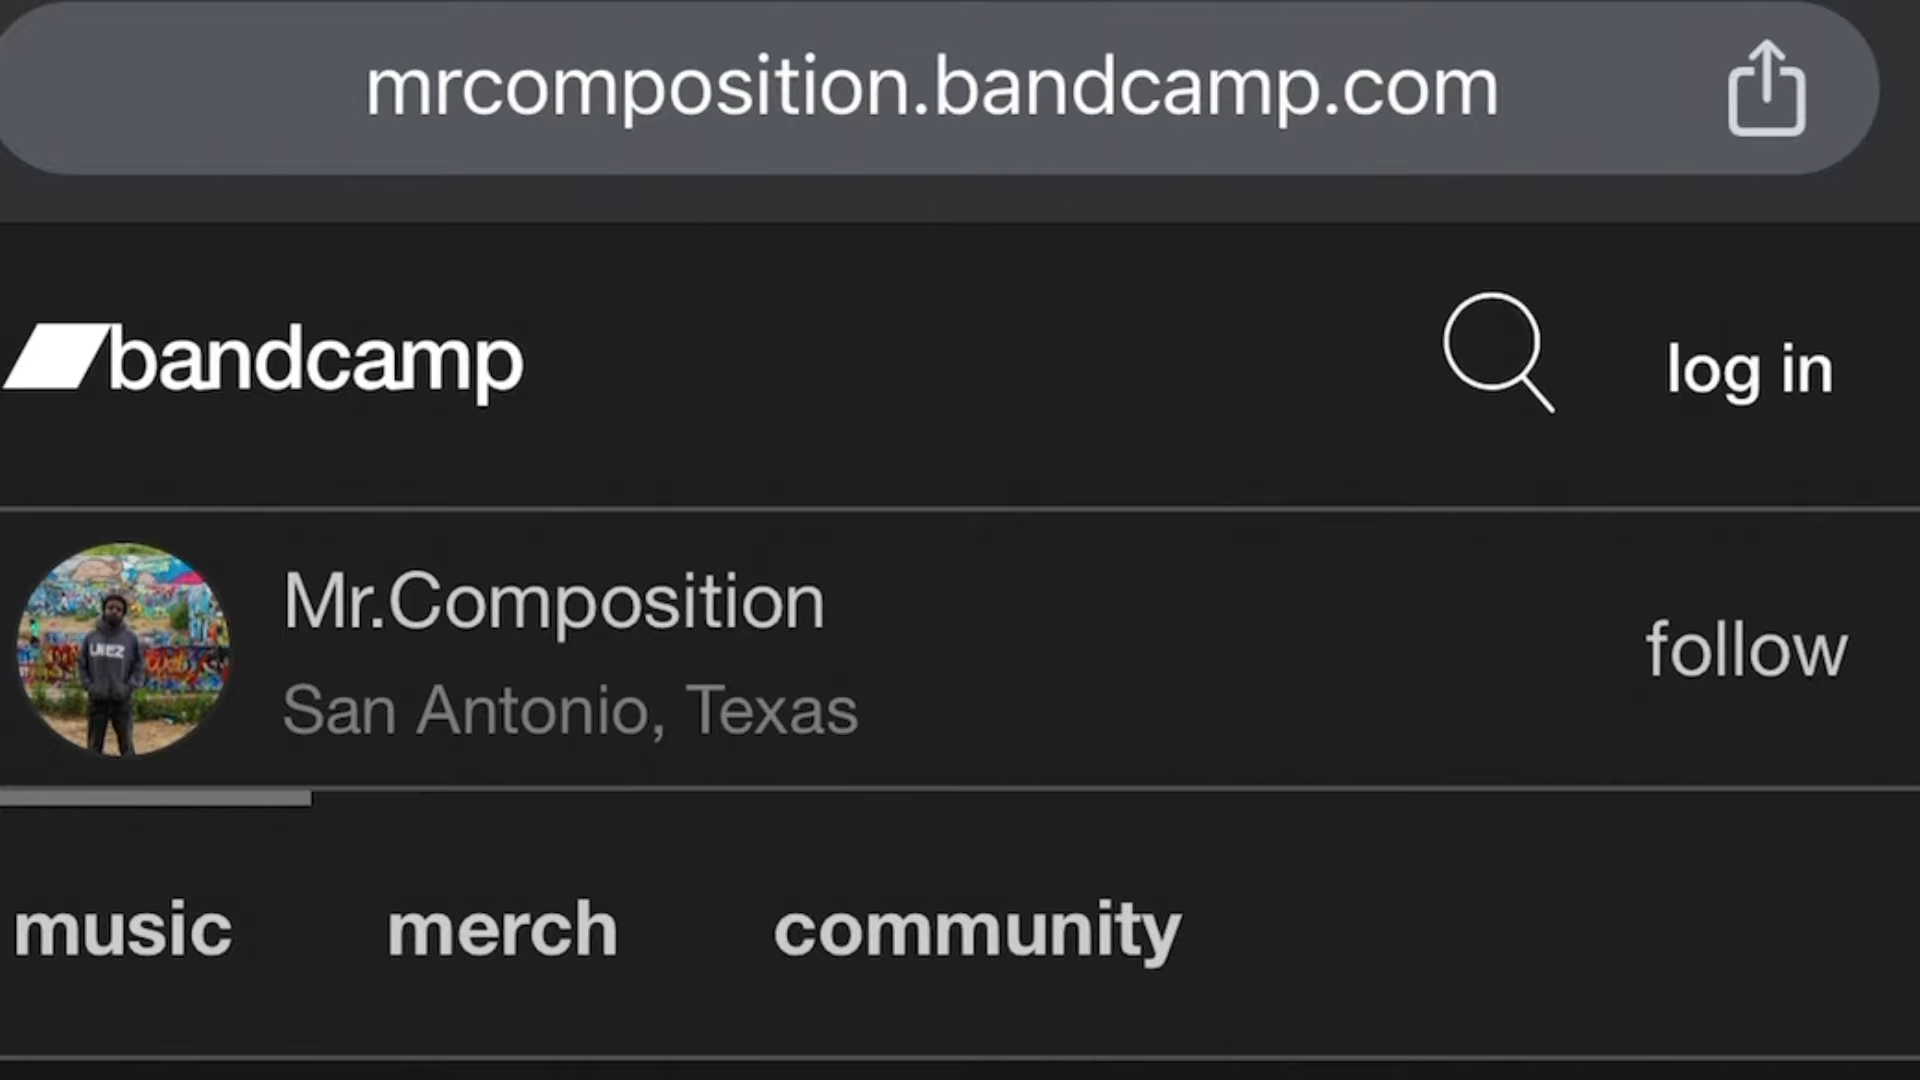 mrcomposition.bandcamp.com
bandcamp
log in
Mr.Composition
San Antonio, Texas
follow
music merch community